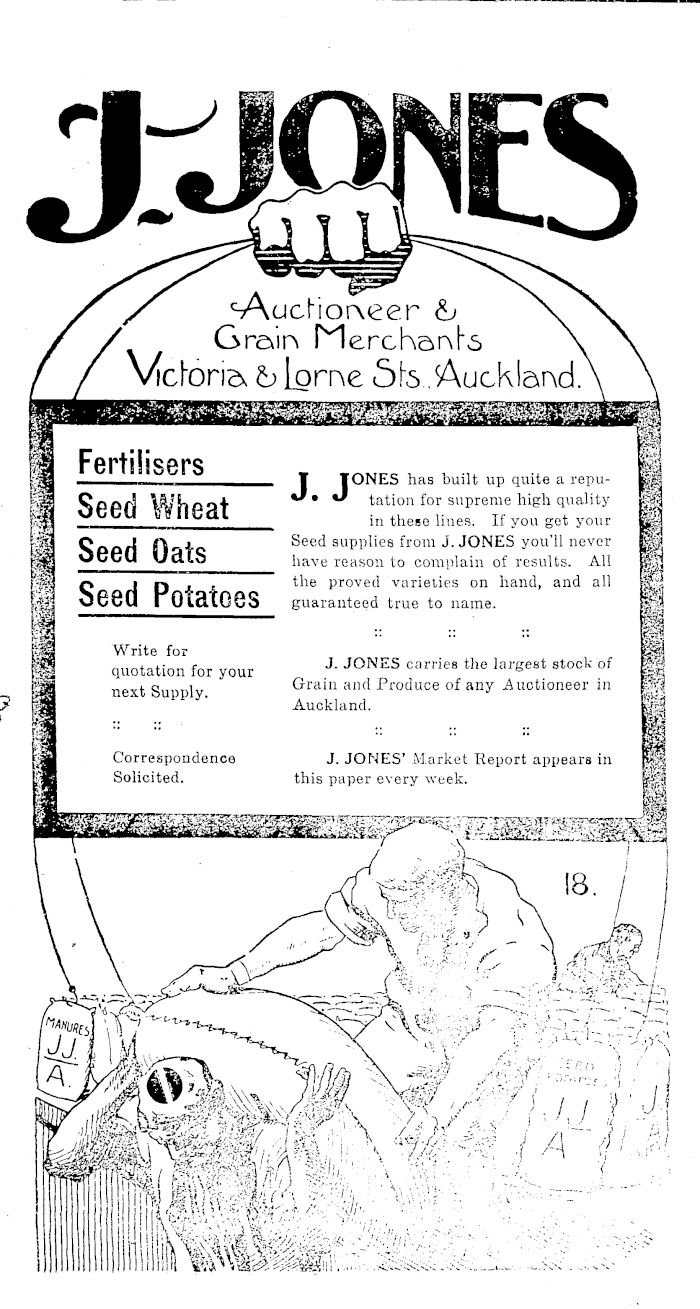 J. JONES
Auctioneer &
Grain Merchants
Victoria & Lorne Sts., Auckland.
Fertilisers
Seed Wheat
Seed Oats
Seed Potatoes
Write for
quotation for your
next Supply.
:: ::
Correspondence
Solicited.
J. JONES has built up quite a repu-
tation for supreme high quality
in these lines. If you get your
Seed supplies from J. JONES you'll never
have reason to complain of results. All
the proved varieties on hand, and all
guaranteed true to name.
:: :: ::
J. JONES carries the largest stock of
Grain and Produce of any Auctioneer in
Auckland.
:: :: ::
J. JONES' Market Report appears in
this paper every week.
18.
MANURES
JJ.
A.
SEED
JJ
A
J.
A